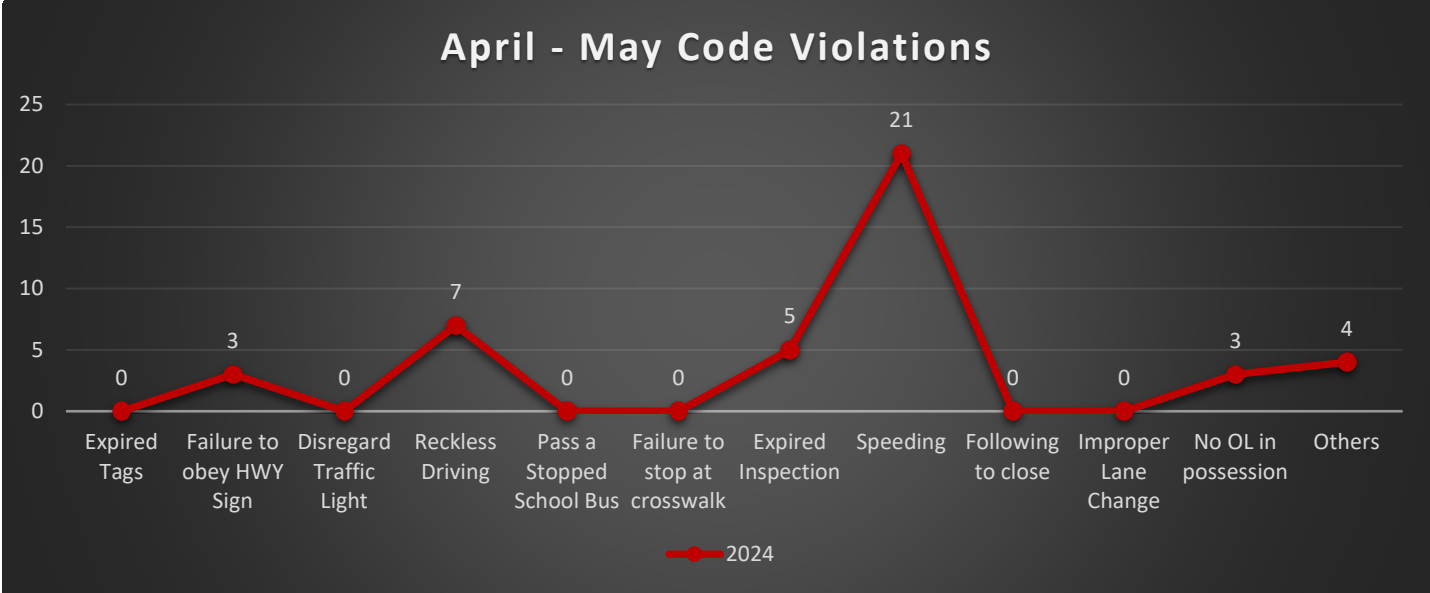 April - May Code Violations
25
20
15
10
5
0
0
3
0
7
0
0
5
21
0
0
3
4
Expired
Tags
Failure to
obey HWY
Sign
Disregard
Traffic
Light
Reckless
Driving
Pass a
Stopped
School Bus
Failure to
stop at
crosswalk
Expired
Inspection
Speeding
Following
to close
Improper
Lane
Change
No OL in
possession
Others
2024